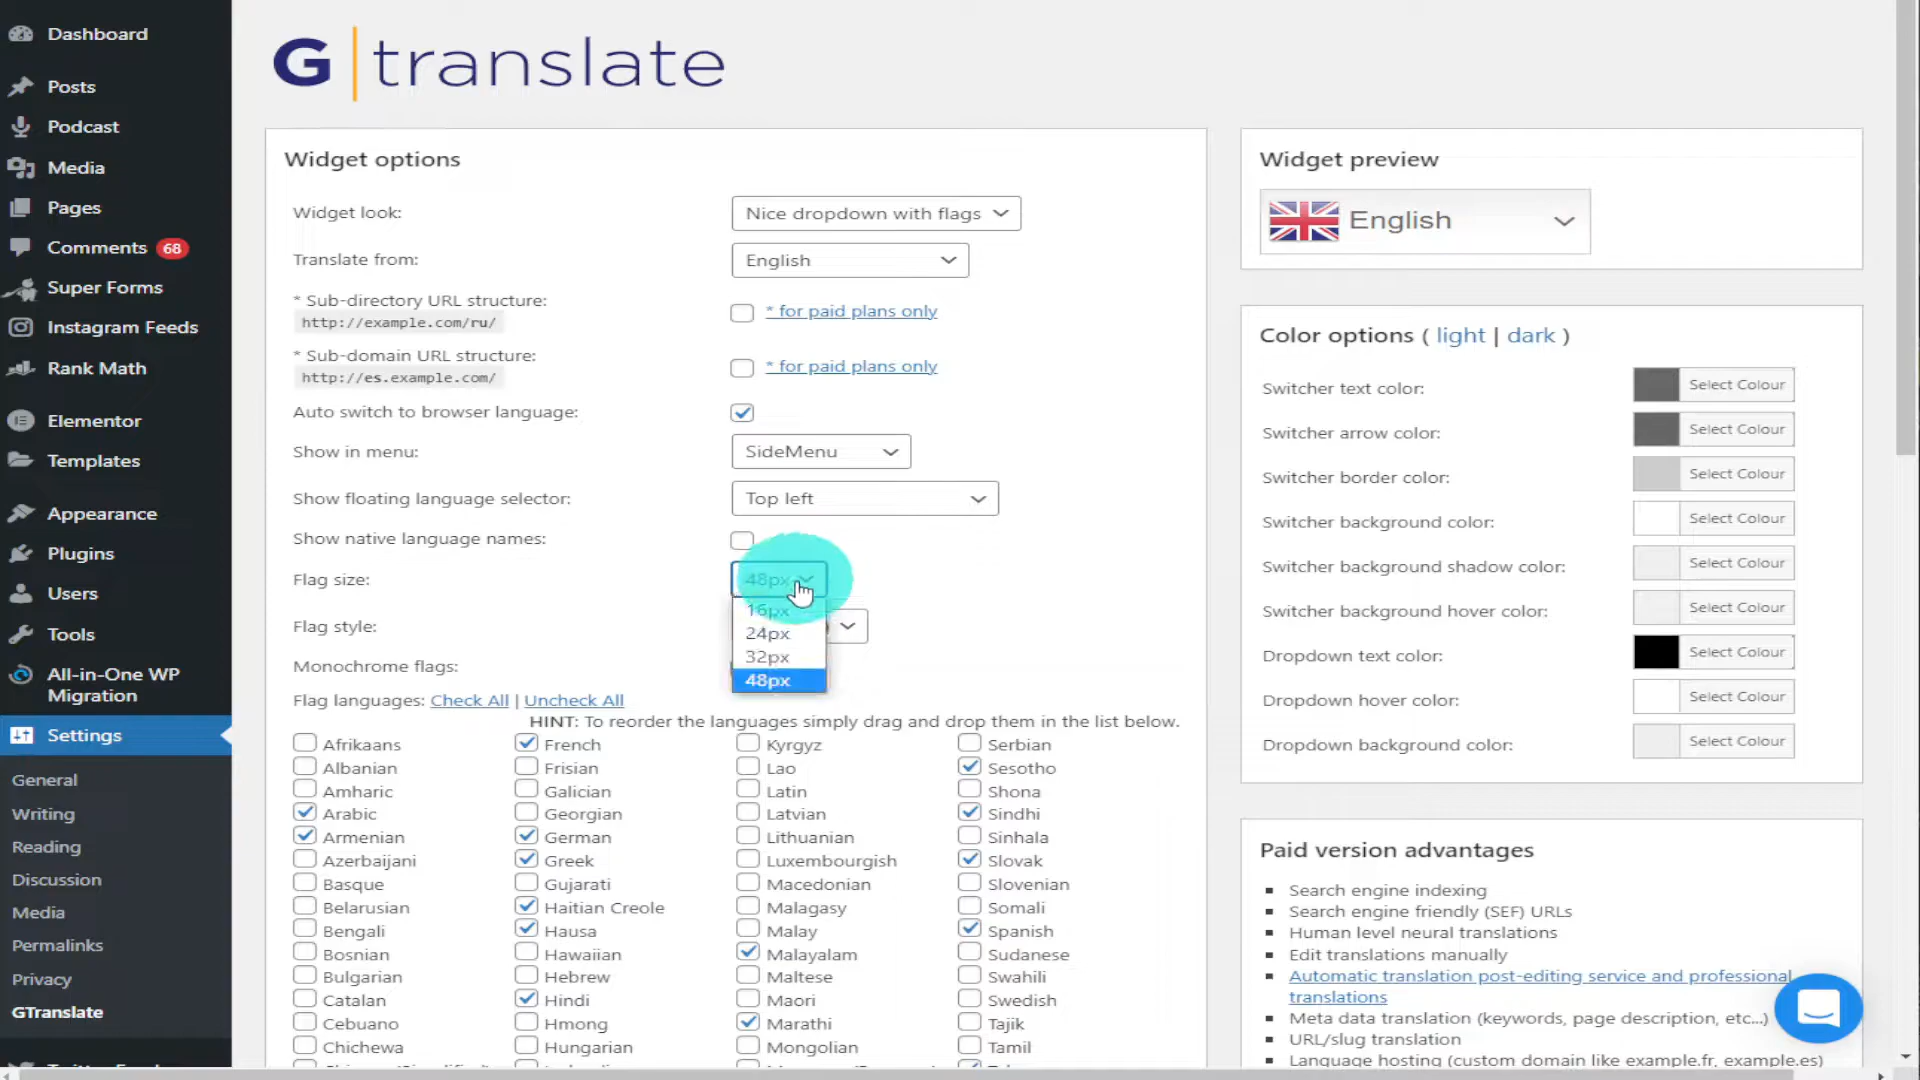 Dashboard
Posts
Podcast
Media
Pages
Comments 68
Super Forms
Instagram Feeds
Rank Math
Elementor
Templates
Appearance
Plugins
Users
Tools
All-in-One WP
Migration
Settings
General
Writing
Reading
Discussion
Media
Permalinks
Privacy
GTranslate
G | translate
Widget options
Widget look:
Nice dropdown with flags
Translate from:
English
* Sub-directory URL structure:
http://example.com/ru/
* for paid plans only
* Sub-domain URL structure:
http://es.example.com/
* for paid plans only
Auto switch to browser language:
Show in menu:
SideMenu
Show floating language selector:
Top left
Show native language names:
Flag size:
48px
16px
24px
32px
48px
Flag style:
Monochrome flags:
Flag languages: Check All | Uncheck All
HINT: To reorder the languages simply drag and drop them in the list below.
Afrikaans
Albanian
Amharic
Arabic
Armenian
Azerbaijani
Basque
Belarusian
Bengali
Bosnian
Bulgarian
Catalan
Cebuano
Chichewa
French
Frisian
Galician
Georgian
German
Greek
Gujarati
Haitian Creole
Hausa
Hawaiian
Hebrew
Hindi
Hmong
Hungarian
Kyrgyz
Lao
Latin
Latvian
Lithuanian
Luxembourgish
Macedonian
Malagasy
Malay
Malayalam
Maltese
Maori
Marathi
Mongolian
Serbian
Sesotho
Shona
Sindhi
Sinhala
Slovak
Slovenian
Somali
Spanish
Sudanese
Swahili
Swedish
Tajik
Tamil
Widget preview
English
Color options ( light | dark )
Switcher text color:
Select Colour
Switcher arrow color:
Select Colour
Switcher border color:
Select Colour
Switcher background color:
Select Colour
Switcher background shadow color:
Select Colour
Switcher background hover color:
Select Colour
Dropdown text color:
Select Colour
Dropdown hover color:
Select Colour
Dropdown background color:
Select Colour
Paid version advantages
Search engine indexing
Search engine friendly (SEF) URLs
Human level neural translations
Edit translations manually
Automatic translation post-editing service and professional
translations
Meta data translation (keywords, page description, etc...)
URL/slug translation
Language hosting (custom domain like example.fr, example.es)